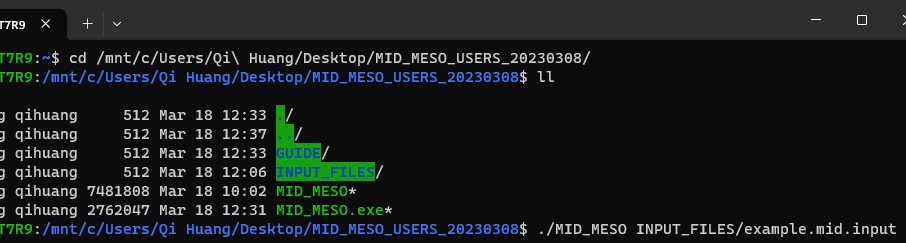 T7R9
T7R9:~$ cd /mnt/c/Users/Qi\ Huang/Desktop/MID_MESO_USERS_20230308/
T7R9:/mnt/c/Users/Qi Huang/Desktop/MID_MESO_USERS_20230308$ ll
g qihuang     512 Mar 18 12:33 ./
g qihuang     512 Mar 18 12:37 ../
g qihuang     512 Mar 18 12:33 GUIDE/
g qihuang     512 Mar 18 12:06 INPUT_FILES/
g qihuang 7481808 Mar 18 10:02 MID_MESO*
g qihuang 2762047 Mar 18 12:31 MID_MESO.exe*
T7R9:/mnt/c/Users/Qi Huang/Desktop/MID_MESO_USERS_20230308$ ./MID_MESO INPUT_FILES/example.mid.input